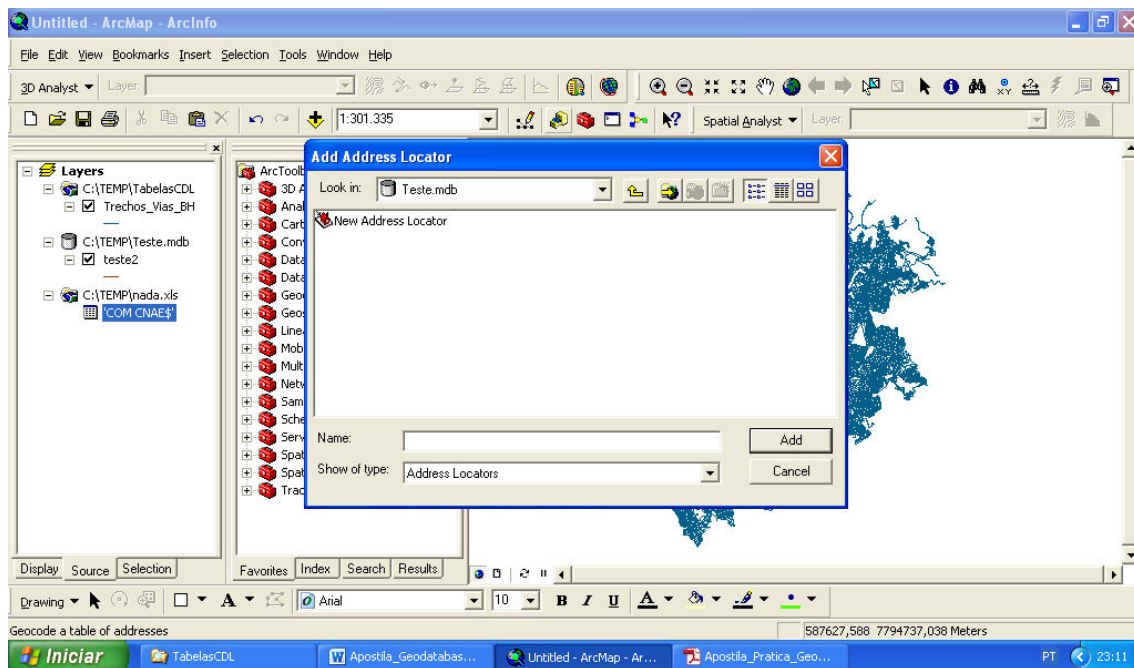 Untitled - ArcMap - ArcInfo
File Edit View Bookmarks Insert Selection Tools Window Help
3D Analyst Layer:
1:301.335 Spatial Analyst Layer:
Layers
C:\TEMP\TabelasCDL
Trechos_Vias_BH
C:\TEMP\Teste.mdb
teste2
C:\TEMP\nada.xls
'COM CNAE$'
Display Source Selection
ArcToolb
3D A
Anal
Cart
Con
Data
Data
Geo
Geos
Linea
Mob
Mult
Netw
Sam
Sche
Serv
Spat
Spat
Trac
Favorites Index Search Results
Add Address Locator
Look in: Teste.mdb
New Address Locator
Name: Add
Show of type: Address Locators Cancel
Drawing A Arial 10 B I U A
Geocode a table of addresses 587627,588 7794737,038 Meters
Iniciar TabelasCDL Apostila_Geodatabas... Untitled - ArcMap - Ar... Apostila_Pratica_Geo... PT 23:11